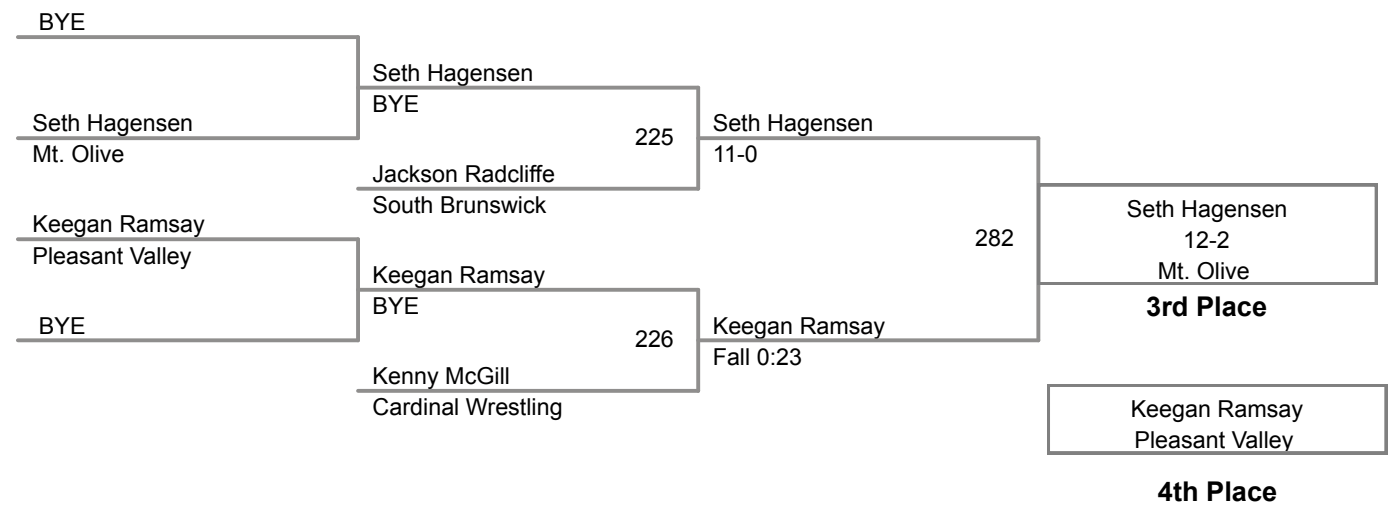 BYE
Seth Hagensen
Mt. Olive
Keegan Ramsay
Pleasant Valley
BYE
Seth Hagensen
BYE
225
Jackson Radcliffe
South Brunswick
Keegan Ramsay
BYE
226
Kenny McGill
Cardinal Wrestling
Seth Hagensen
11-0
282
Keegan Ramsay
Fall 0:23
Seth Hagensen
12-2
Mt. Olive
3rd Place
Keegan Ramsay
Pleasant Valley
4th Place